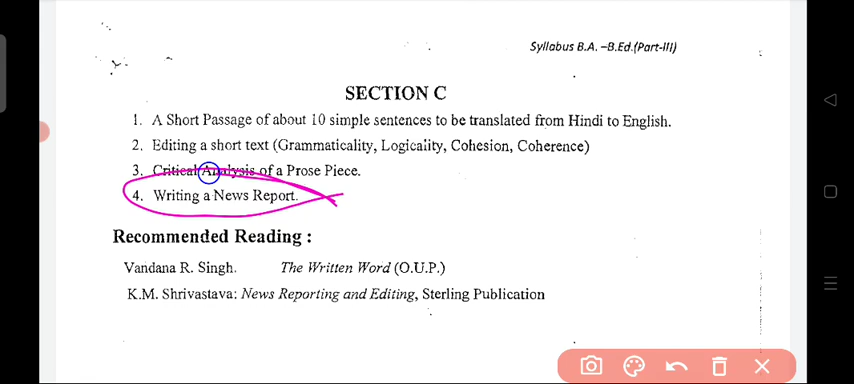 Syllabus B.A. –B.Ed.(Part-III)
SECTION C
1. A Short Passage of about 10 simple sentences to be translated from Hindi to English.
2. Editing a short text (Grammaticality, Logicality, Cohesion, Coherence)
3. Critical Analysis of a Prose Piece.
4. Writing a News Report.
Recommended Reading :
Vandana R. Singh. The Written Word (O.U.P.)
K.M. Shrivastava: News Reporting and Editing, Sterling Publication